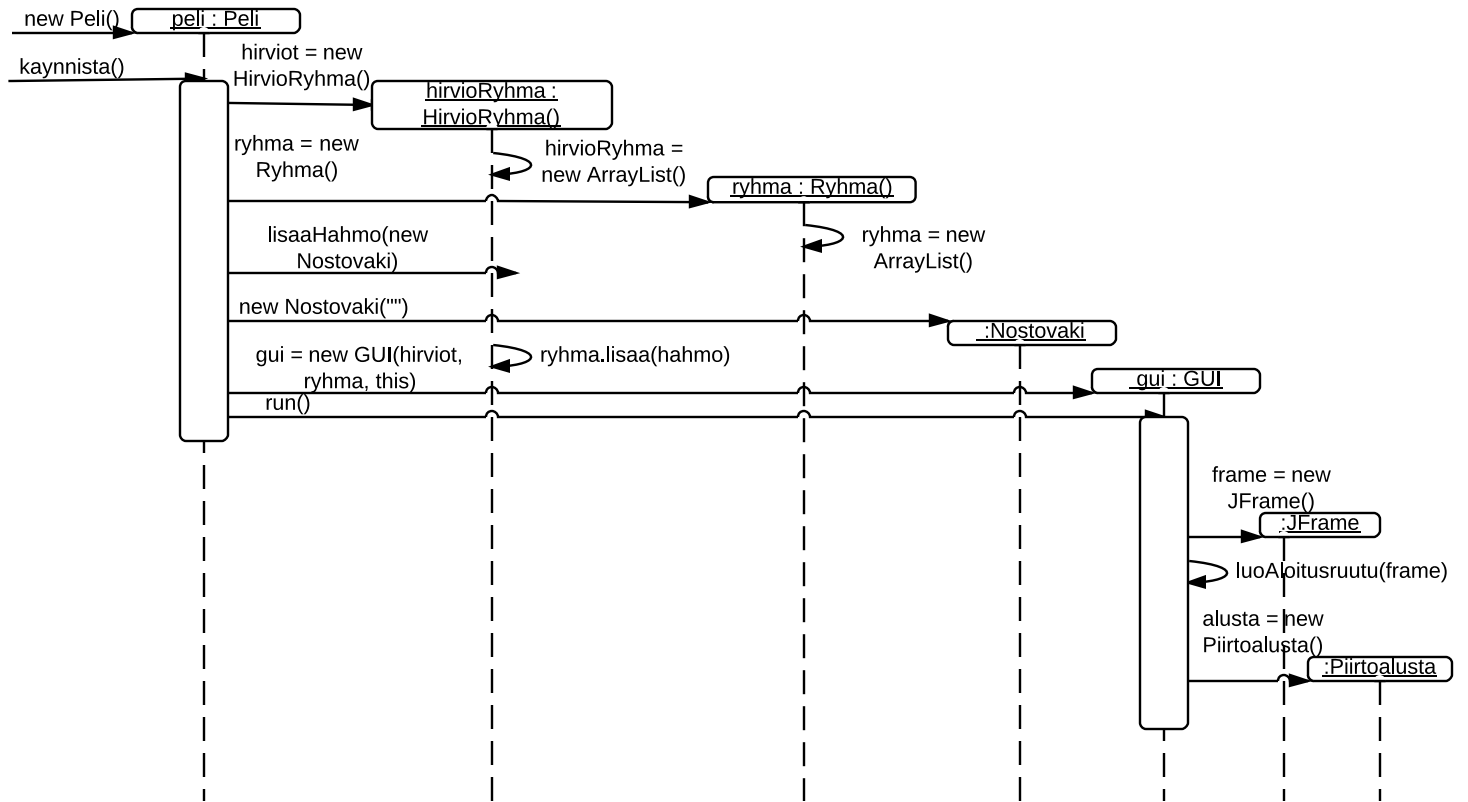 new Peli()
peli : Peli
kaynnista()
hirviot = new
HirvioRyhma()
hirvioRyhma :
HirvioRyhma()
ryhma = new
Ryhma()
hirvioRyhma =
new ArrayList()
ryhma : Ryhma()
lisaaHahmo(new
Nostovaki)
ryhma = new
ArrayList()
new Nostovaki("")
:Nostovaki
gui = new GUI(hirviot,
ryhma, this)
ryhma.lisaa(hahmo)
gui : GUI
run()
frame = new
JFrame()
:JFrame
luoAloitusruutu(frame)
alusta = new
Piirtoalusta()
:Piirtoalusta